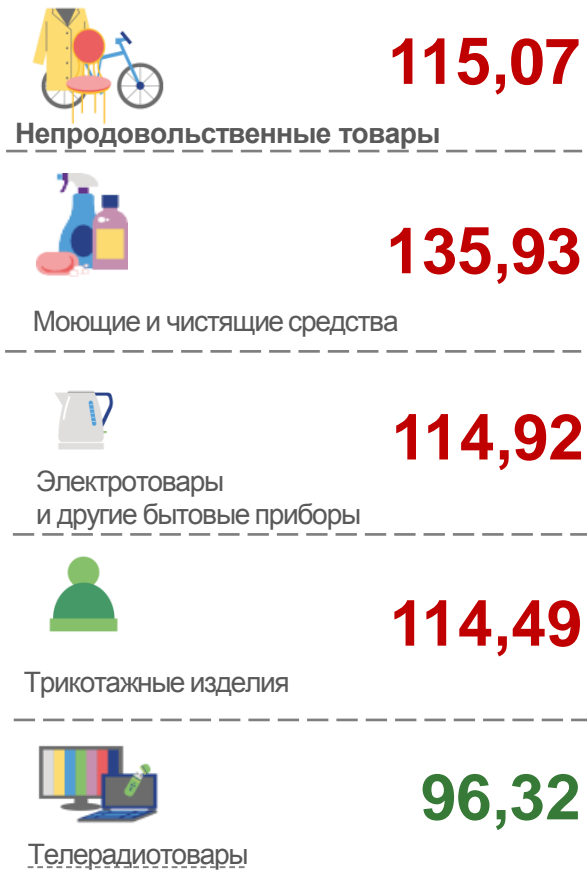 115,07
Непродовольственные товары
135,93
Моющие и чистящие средства
114,92
Электротовары
и другие бытовые приборы
114,49
Трикотажные изделия
96,32
Телерадиотовары